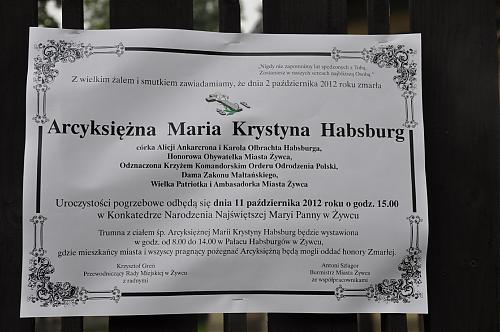 „Nigdy nie zapomnimy lat spędzonych z Tobą,
Zostaniesz w naszych sercach najbliższą Osobą."
Z wielkim żalem i smutkiem zawiadamiamy, że dnia 2 października 2012 roku zmarła
Arcyksiężna Maria Krystyna Habsburg
córka Alicji Ankarcrona i Karola Olbrachta Habsburga,
Honorowa Obywatelka Miasta Żywca,
Odznaczona Krzyżem Komandorskim Orderu Odrodzenia Polski,
Dama Zakonu Maltańskiego,
Wielka Patriotka i Ambasadorka Miasta Żywca
Uroczystości pogrzebowe odbędą się dnia 11 października 2012 roku o godz. 15.00
w Konkatedrze Narodzenia Najświętszej Maryi Panny w Żywcu
Trumna z ciałem śp. Arcyksiężnej Marii Krystyny Habsburg będzie wystawiona
w godz. od 8.00 do 14.00 w Pałacu Habsburgów w Żywcu,
gdzie mieszkańcy miasta i wszyscy pragnący pożegnać Arcyksiężną będą mogli oddać honory Zmarłej.
Krzysztof Greń
Przewodniczący Rady Miejskiej w Żywcu
z radnymi
Antoni Szlagor
Burmistrz Miasta Żywca
ze współpracownikami